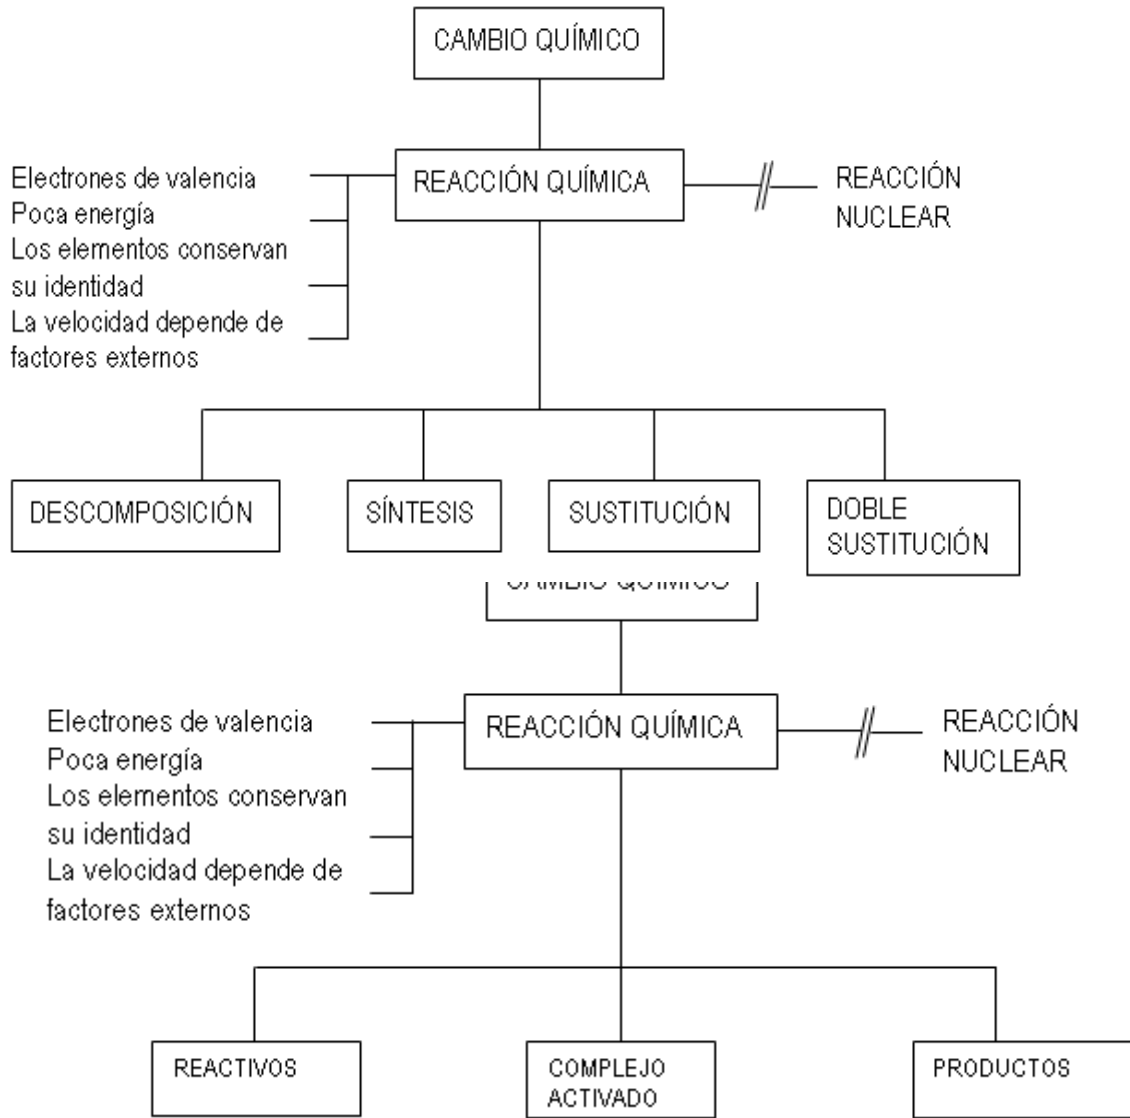 CAMBIO QUÍMICO
Electrones de valencia
Poca energía
Los elementos conservan
su identidad
La velocidad depende de
factores externos
REACCIÓN QUÍMICA
REACCIÓN
NUCLEAR
DESCOMPOSICIÓN
SÍNTESIS
SUSTITUCIÓN
DOBLE
SUSTITUCIÓN
CAMBIO QUIMICO
Electrones de valencia
Poca energía
Los elementos conservan
su identidad
La velocidad depende de
factores externos
REACCIÓN QUÍMICA
REACCIÓN
NUCLEAR
REACTIVOS
COMPLEJO
ACTIVADO
PRODUCTOS